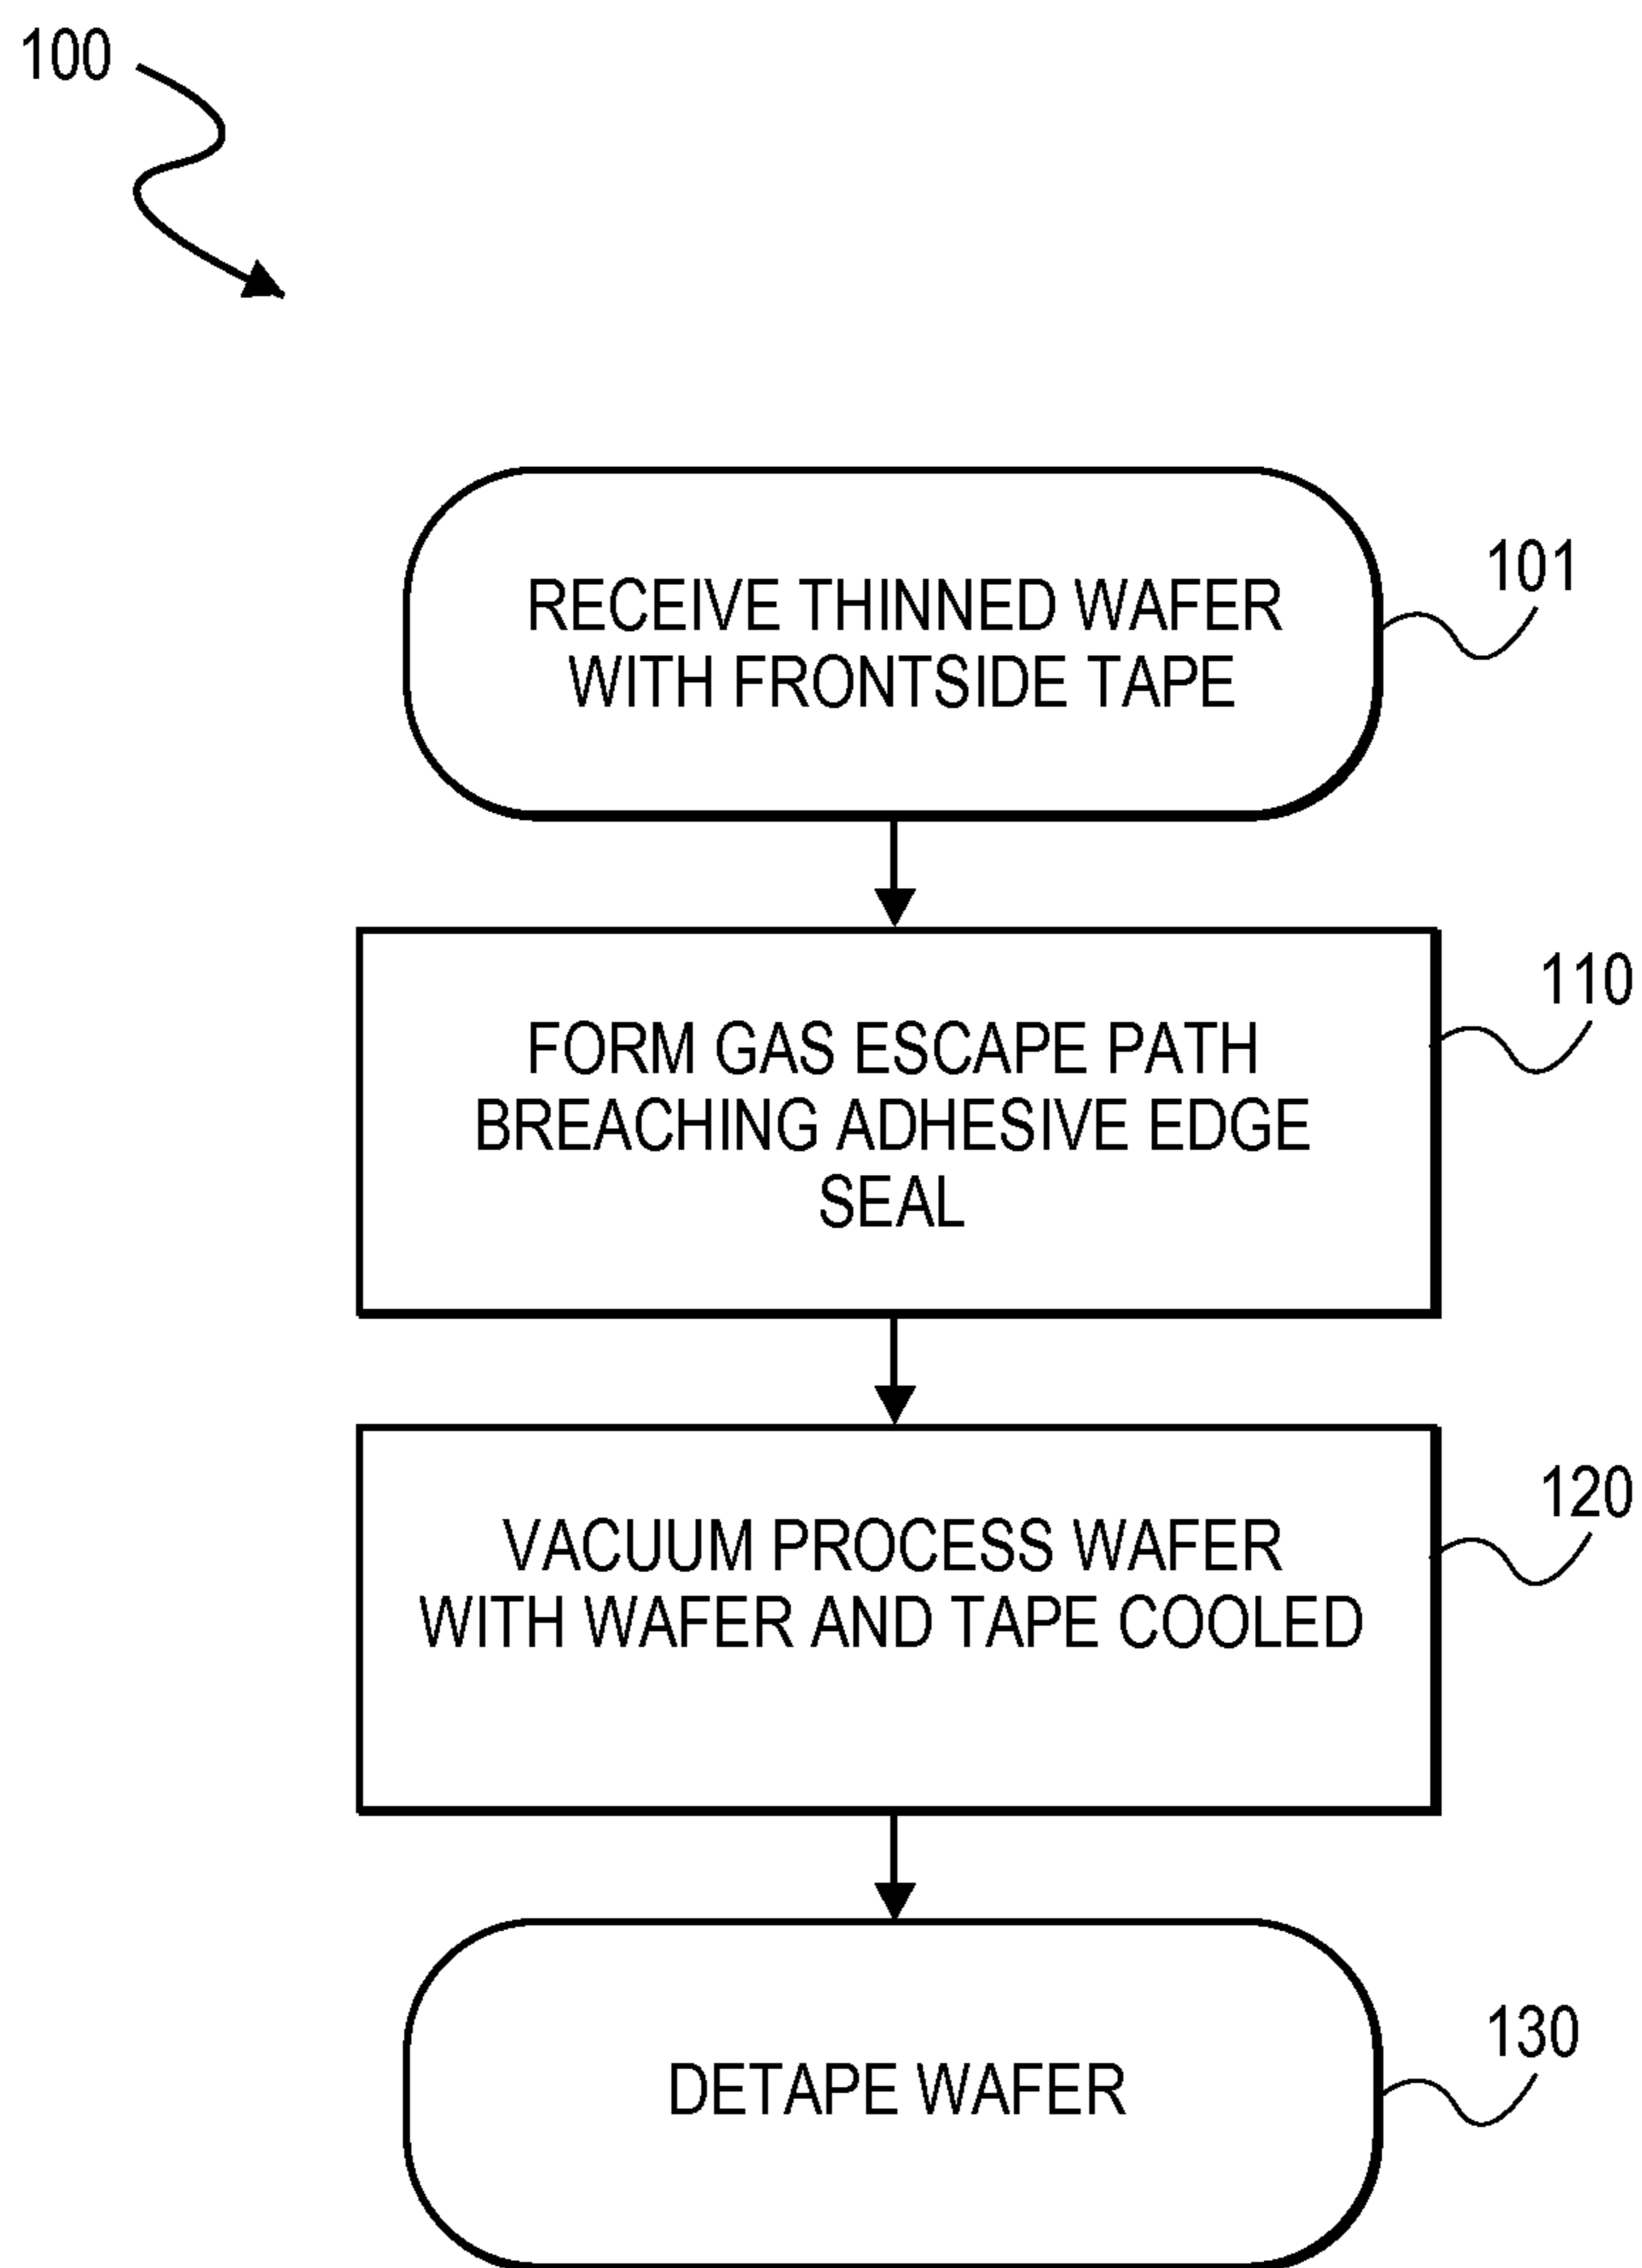 100
RECEIVE THINNED WAFER
WITH FRONTSIDE TAPE
101
FORM GAS ESCAPE PATH
BREACHING ADHESIVE EDGE
SEAL
110
VACUUM PROCESS WAFER
WITH WAFER AND TAPE COOLED
120
DETAPE WAFER
130